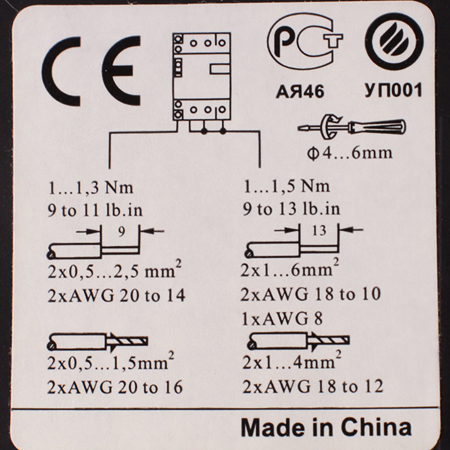 CE
PCT
АЯ46
УП001
Φ 4...6mm
1...1,3 Nm
9 to 11 lb.in
9
2x0,5...2,5 mm²
2xAWG 20 to 14
2x0,5...1,5mm²
2xAWG 20 to 16
1...1,5 Nm
9 to 13 lb.in
13
2x1...6mm²
2xAWG 18 to 10
1xAWG 8
2x1...4mm²
2xAWG 18 to 12
Made in China